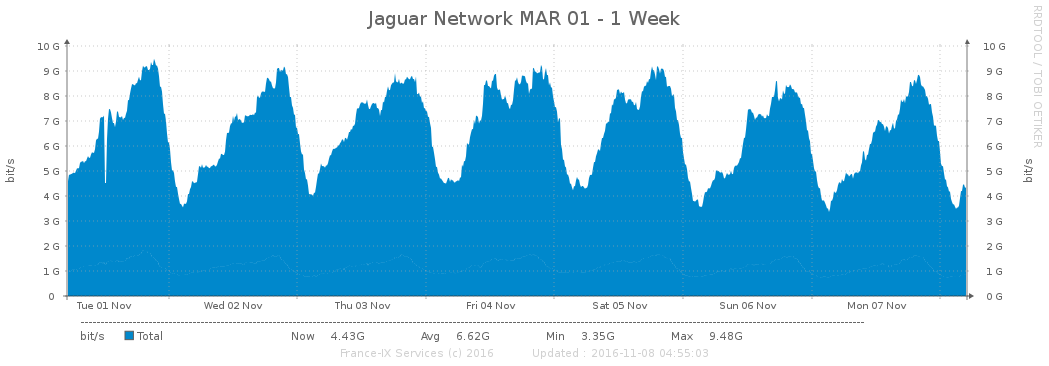 Jaguar Network MAR 01 - 1 Week
RRDTOOL / TOBI OETIKER
bit/s
10 G
9 G
8 G
7 G
6 G
5 G
4 G
3 G
2 G
1 G
0
10 G
9 G
8 G
7 G
6 G
5 G
4 G
3 G
2 G
1 G
0 G
bit/s
Tue 01 Nov Wed 02 Nov Thu 03 Nov Fri 04 Nov Sat 05 Nov Sun 06 Nov Mon 07 Nov
bit/s Total Now 4.43G Avg 6.62G Min 3.35G Max 9.48G
France-IX Services (c) 2016 Updated : 2016-11-08 04:55:03